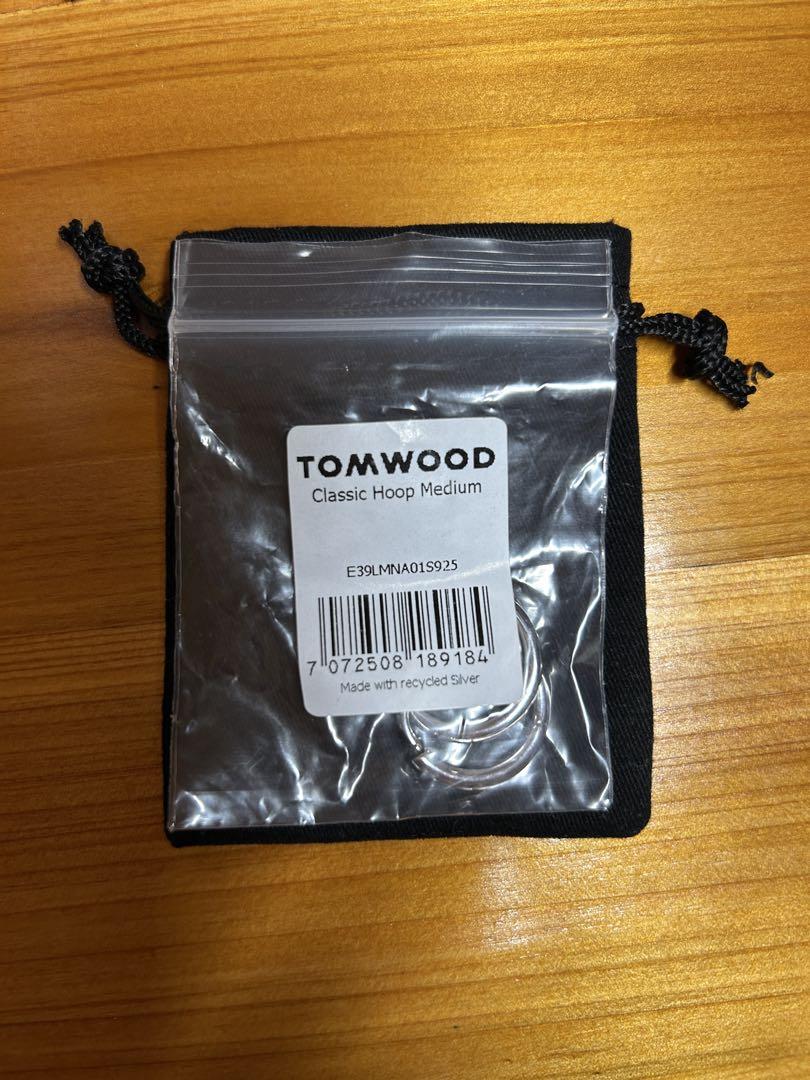 TOMWOOD
Classic Hoop Medium
E39LMNA01S925
7 072508 189184
Made with recycled Silver